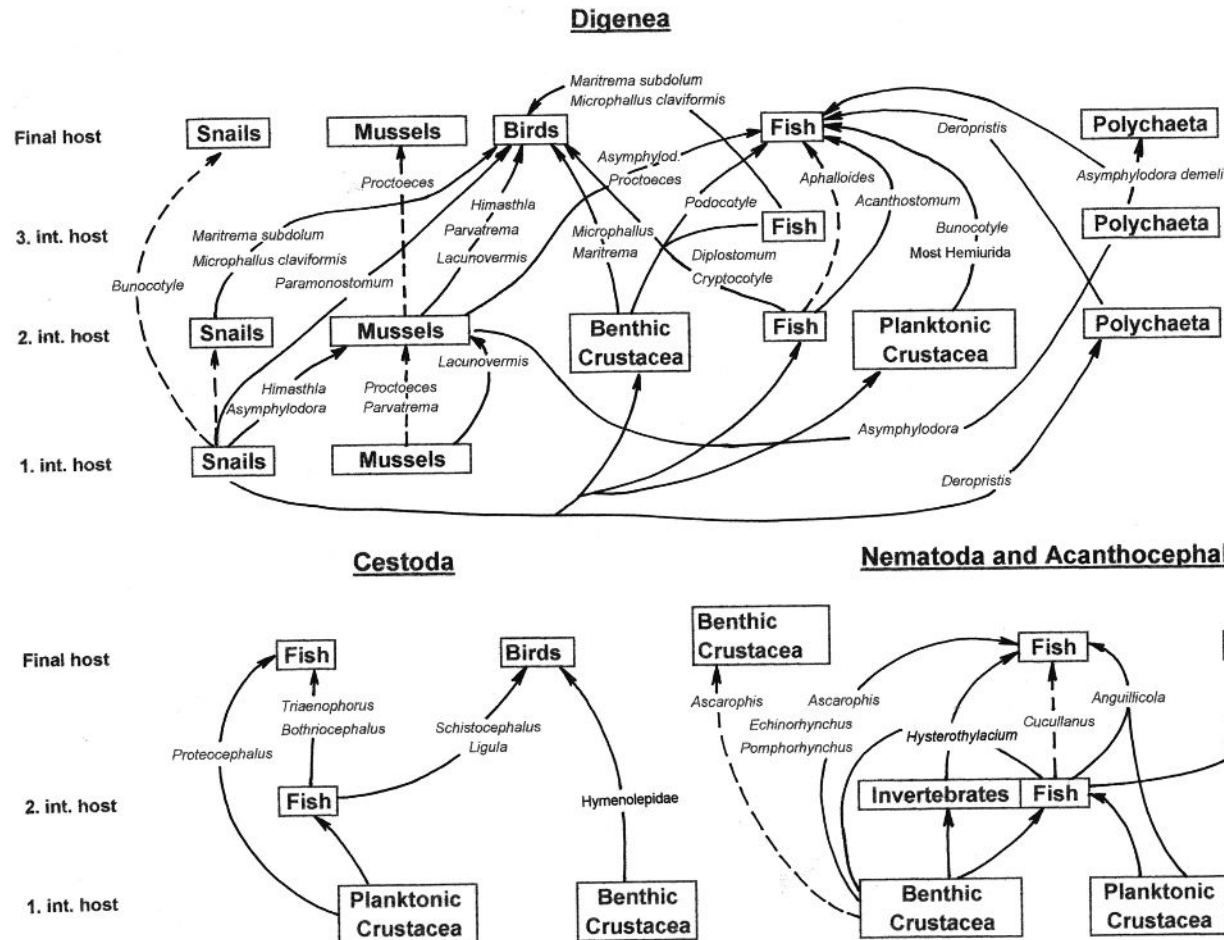 Digenea
Maritrema subdolum
Microphallus claviformis
Final host
Snails
Mussels
Birds
Fish
Deropristis
Polychaeta
Asymphylod.
Proctoeces
Proctoeces
Aphalloides
Asymphylodora demeli
Himasthla
Podocotyle
Acanthostomum
3. int. host
Maritrema subdolum
Microphallus claviformis
Parvatrema
Microphallus
Maritrema
Fish
Bunocotyle
Most Hemiurida
Polychaeta
Bunocotyle
Paramonostomum
Lacunovermis
Diplostomum
Cryptocotyle
2. int. host
Snails
Mussels
Benthic
Crustacea
Fish
Planktonic
Crustacea
Polychaeta
Lacunovermis
Himasthla
Asymphylodora
Proctoeces
Parvatrema
Asymphylodora
1. int. host
Snails
Mussels
Deropristis
Cestoda
Final host
Fish
Birds
Triaenophorus
Bothriocephalus
Proteocephalus
Schistocephalus
Ligula
2. int. host
Fish
Hymenolepidae
1. int. host
Planktonic
Crustacea
Benthic
Crustacea
Nematoda and Acanthocephal
Benthic
Crustacea
Fish
Ascarophis
Ascarophis
Echinorhynchus
Pomphorhynchus
Hysterothylacium
Cucullanus
Anguillicola
Invertebrates
Fish
Benthic
Crustacea
Planktonic
Crustacea